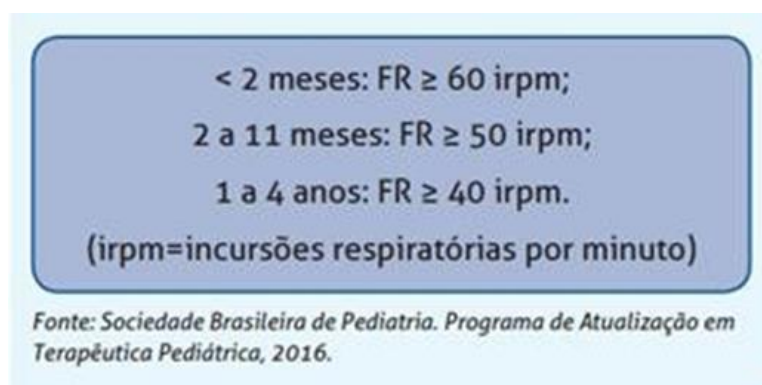 < 2 meses: FR ≥ 60 irpm;
2 a 11 meses: FR ≥ 50 irpm;
1 a 4 anos: FR ≥ 40 irpm.
(irpm=incursões respiratórias por minuto)
Fonte: Sociedade Brasileira de Pediatria. Programa de Atualização em
Terapêutica Pediátrica, 2016.